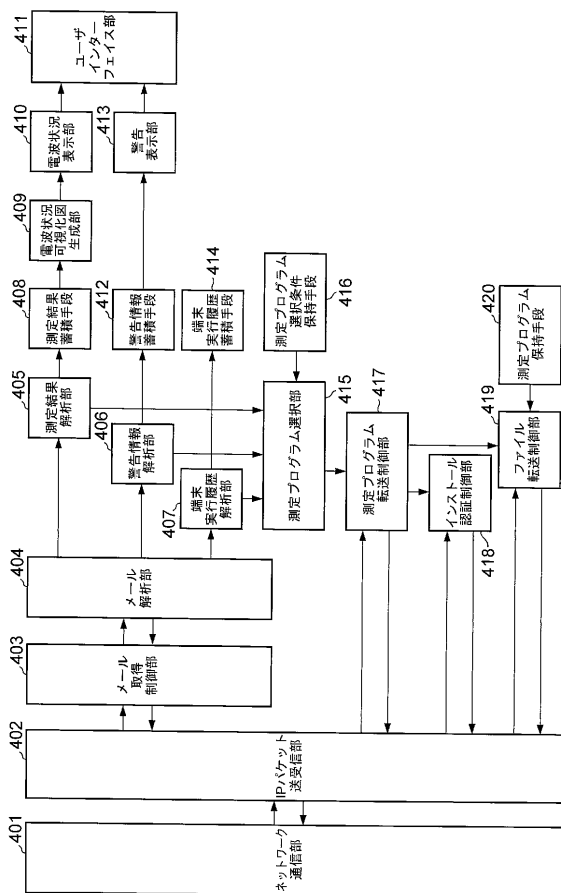 401
ネットワーク
通信部
402
IPパケット
送受信部
403
メール
取得
制御部
404
メール
解析部
405
測定結果
解析部
406
警告情報
解析部
407
端末
実行履歴
解析部
408
測定結果
蓄積手段
409
電波状況
可視化図
生成部
410
電波状況
表示部
411
ユーザ
インター
フェイス部
412
警告情報
蓄積手段
413
警告
表示部
414
端末
実行履歴
蓄積手段
415
測定プログラム選択部
416
測定プログラム
選択条件
保持手段
417
測定プログラム
転送制御部
418
インストール
認証制御部
419
ファイル
転送制御部
420
測定プログラム
保持手段